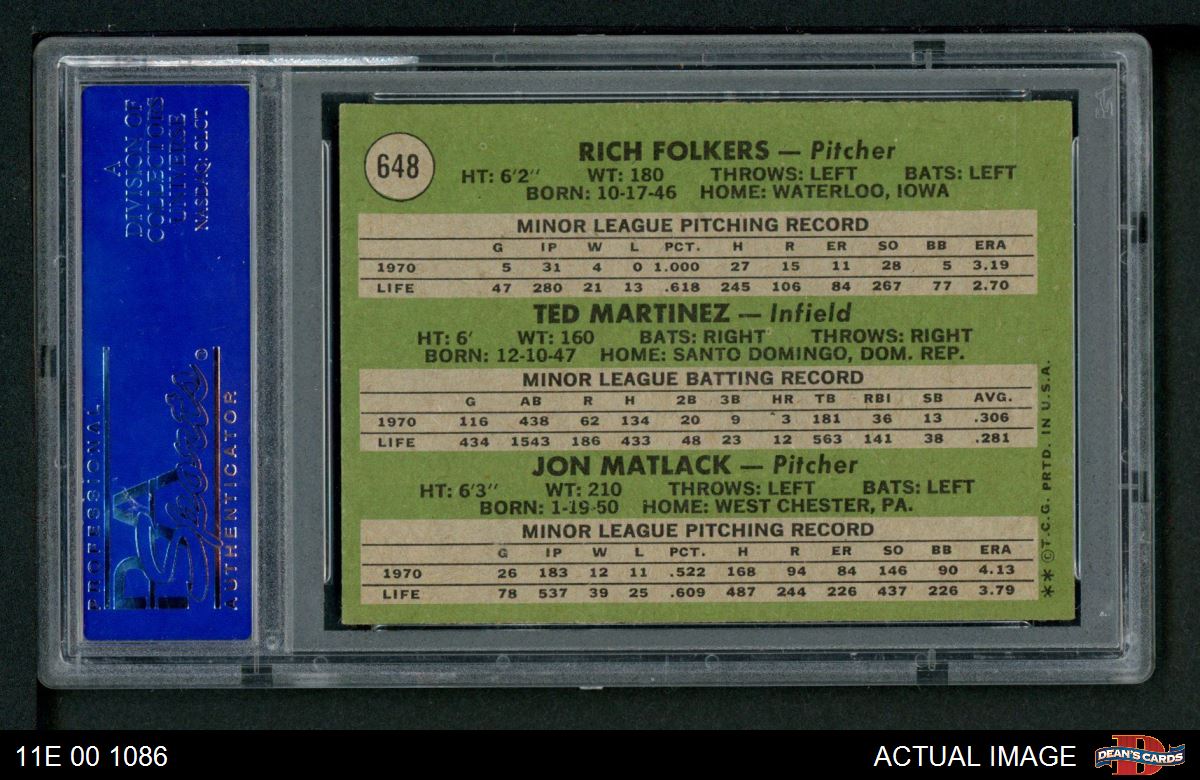 A
DIVISION OF
COLLECTORS
UNIVERSE
NASDAQ: CLCT
PROFESSIONAL
PSA
Sports
AUTHENTICATOR
648
RICH FOLKERS — Pitcher
HT: 6'2" WT: 180 THROWS: LEFT BATS: LEFT
BORN: 10-17-46 HOME: WATERLOO, IOWA
MINOR LEAGUE PITCHING RECORD
G IP W L PCT. H R ER SO BB ERA
1970 5 31 4 0 1.000 27 15 11 28 5 3.19
LIFE 47 280 21 13 .618 245 106 84 267 77 2.70
TED MARTINEZ — Infield
HT: 6' WT: 160 BATS: RIGHT THROWS: RIGHT
BORN: 12-10-47 HOME: SANTO DOMINGO, DOM. REP.
MINOR LEAGUE BATTING RECORD
G AB R H 2B 3B HR TB RBI SB AVG.
1970 116 438 62 134 20 9 3 181 36 13 .306
LIFE 434 1543 186 433 48 23 12 563 141 38 .281
JON MATLACK — Pitcher
HT: 6'3" WT: 210 THROWS: LEFT BATS: LEFT
BORN: 1-19-50 HOME: WEST CHESTER, PA.
MINOR LEAGUE PITCHING RECORD
G IP W L PCT. H R ER SO BB ERA
1970 26 183 12 11 .522 168 94 84 146 90 4.13
LIFE 78 537 39 25 .609 487 244 226 437 226 3.79
**©T.C.G. PRTD. IN U.S.A.
11E 00 1086
ACTUAL IMAGE
DEAN'S CARDS